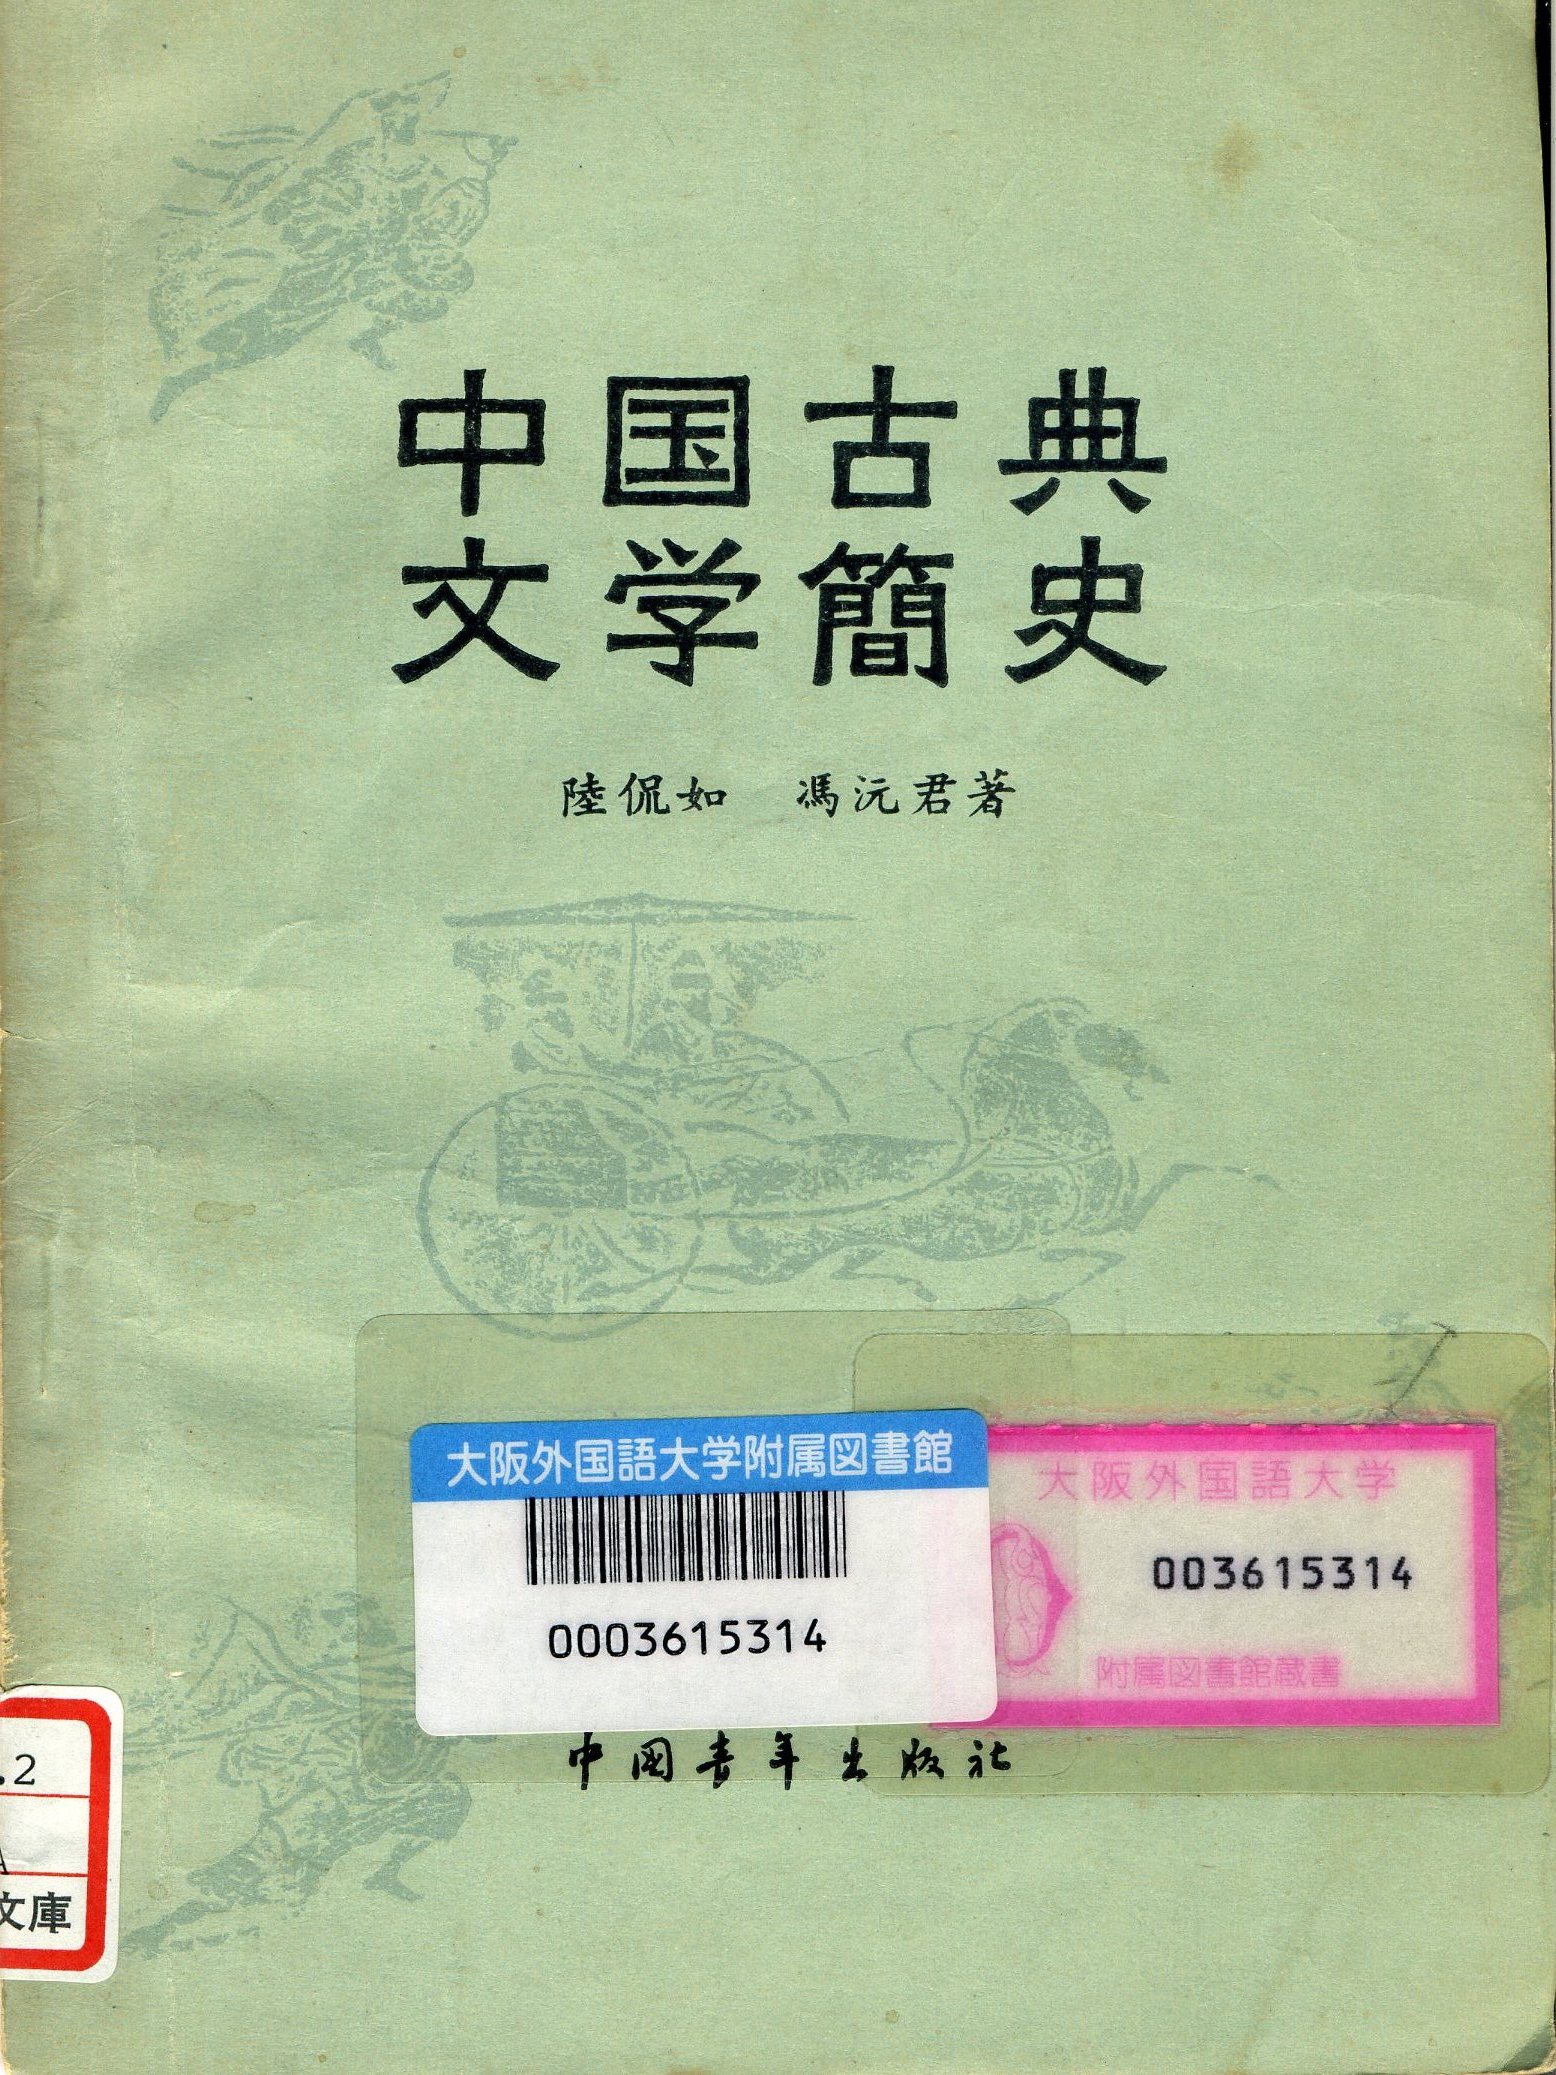 中国古典
文学簡史
陸侃如　馮沅君著
大阪外国語大学附属図書館
0003615314
大阪外国語大学
003615314
附属図書館蔵書
中国青年出版社
.2
A
文庫